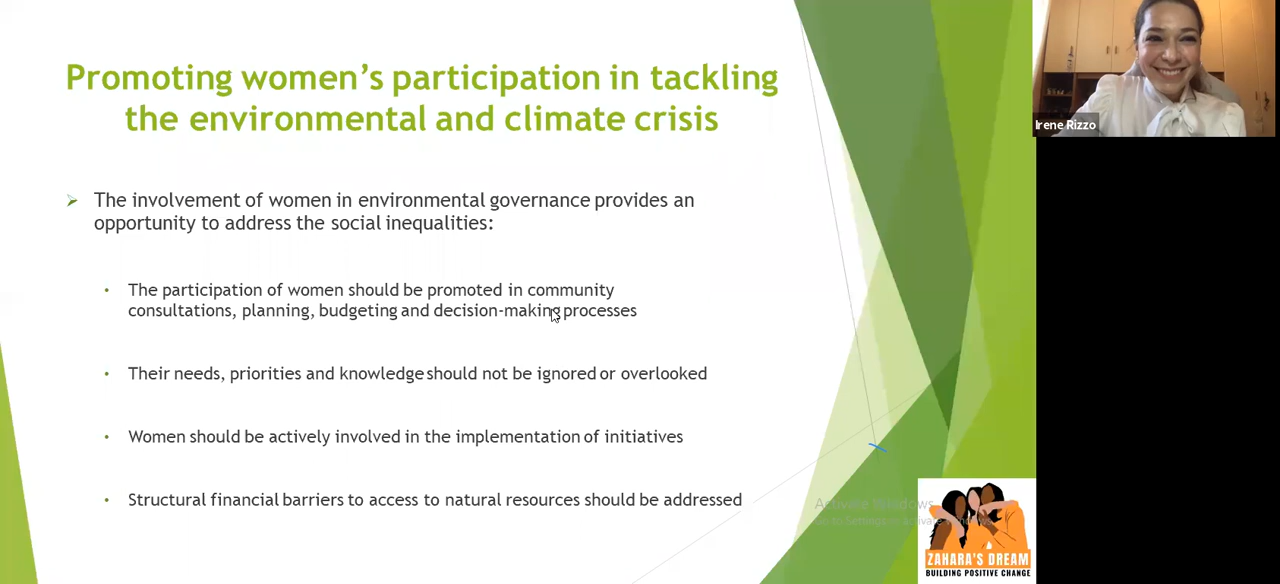 Promoting women's participation in tackling
the environmental and climate crisis
The involvement of women in environmental governance provides an
opportunity to address the social inequalities:
The participation of women should be promoted in community
consultations, planning, budgeting and decision-making processes
Their needs, priorities and knowledge should not be ignored or overlooked
Women should be actively involved in the implementation of initiatives
Structural financial barriers to access to natural resources should be addressed
Irene Rizzo
Activate Windows
ZAHARA'S DREAM
BUILDING POSITIVE CHANGE